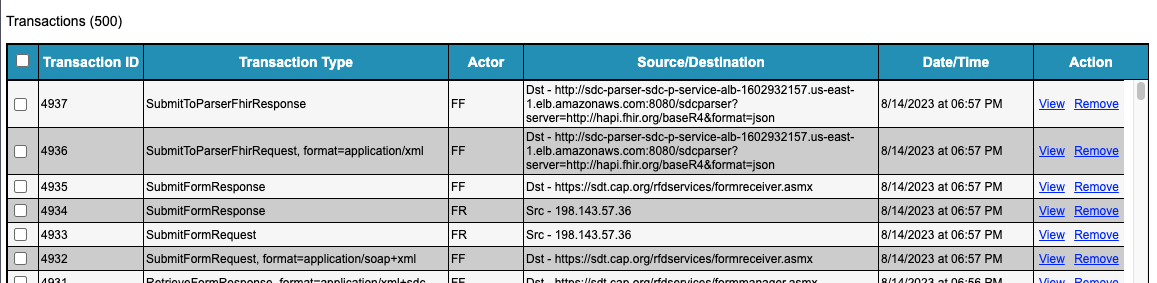 Transactions (500)
Transaction ID Transaction Type Actor Source/Destination Date/Time Action
4937 SubmitToParserFhirResponse FF Dst - http://sdc-parser-sdc-p-service-alb-1602932157.us-east-
1.elb.amazonaws.com:8080/sdcparser?
server=http://hapi.fhir.org/baseR4&format=json 8/14/2023 at 06:57 PM View Remove
4936 SubmitToParserFhirRequest, format=application/xml FF Dst - http://sdc-parser-sdc-p-service-alb-1602932157.us-east-
1.elb.amazonaws.com:8080/sdcparser?
server=http://hapi.fhir.org/baseR4&format=json 8/14/2023 at 06:57 PM View Remove
4935 SubmitFormResponse FF Dst - https://sdt.cap.org/rfdservices/formreceiver.asmx 8/14/2023 at 06:57 PM View Remove
4934 SubmitFormResponse FR Src - 198.143.57.36 8/14/2023 at 06:57 PM View Remove
4933 SubmitFormRequest FR Src - 198.143.57.36 8/14/2023 at 06:57 PM View Remove
4932 SubmitFormRequest, format=application/soap+xml FF Dst - https://sdt.cap.org/rfdservices/formreceiver.asmx 8/14/2023 at 06:57 PM View Remove
4931 RetrieveFormResponse, format=application/xml+sdc FF Dst - https://sdt.cap.org/rfdservices/formmanager.asmx 8/14/2023 at 06:56 PM View Remove